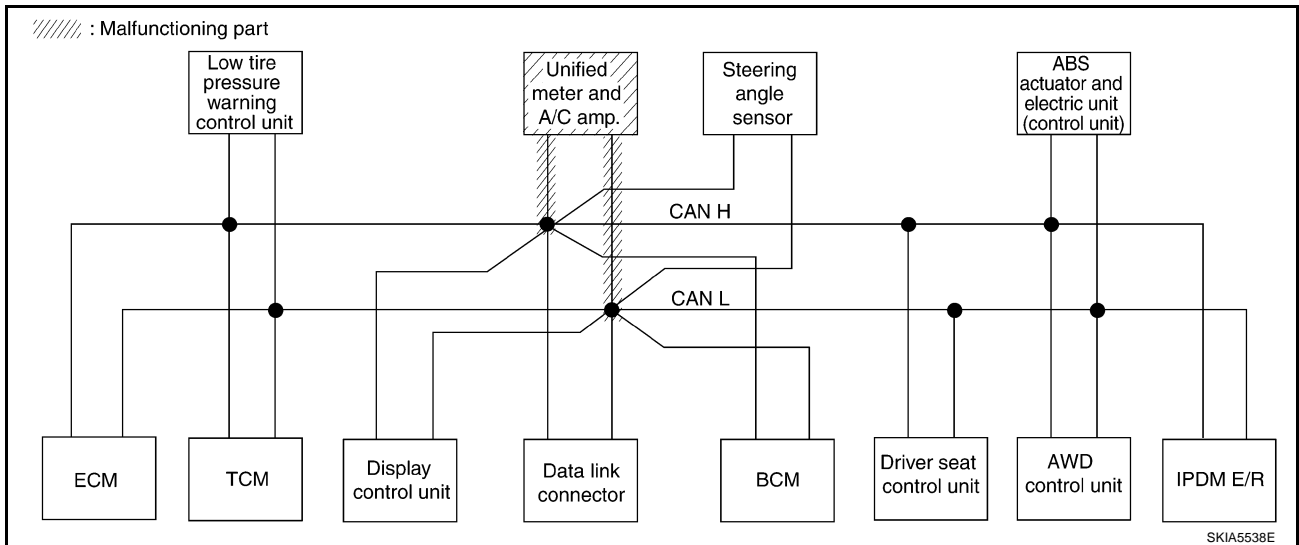 : Malfunctioning part
Low tire
pressure
warning
control unit
Unified
meter and
A/C amp.
Steering
angle
sensor
ABS
actuator and
electric unit
(control unit)
CAN H
CAN L
ECM
TCM
Display
control unit
Data link
connector
BCM
Driver seat
control unit
AWD
control unit
IPDM E/R
SKIA5538E